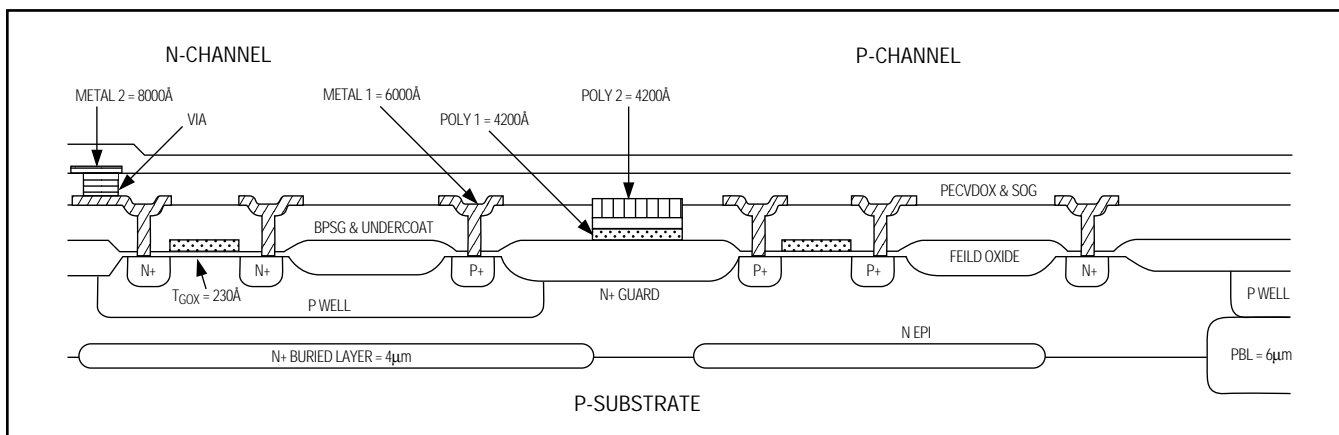 N-CHANNEL
P-CHANNEL
METAL 2 = 8000Å
METAL 1 = 6000Å
POLY 2 = 4200Å
VIA
POLY 1 = 4200Å
PECVDOX & SOG
BPSG & UNDERCOAT
FEILD OXIDE
N+
N+
P+
P+
P+
N+
TGOX = 230Å
N+ GUARD
P WELL
P WELL
N EPI
N+ BURIED LAYER = 4µm
PBL = 6µm
P-SUBSTRATE